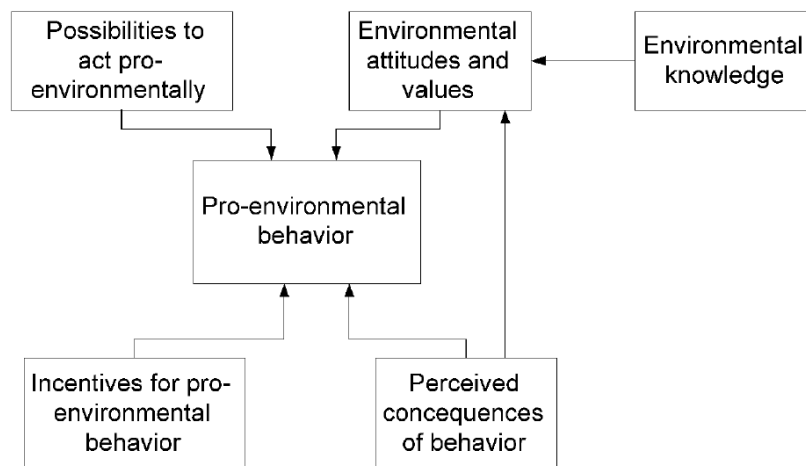 Possibilities to
act pro-
environmentally
Environmental
attitudes and
values
Environmental
knowledge
Pro-environmental
behavior
Incentives for pro-
environmental
behavior
Perceived
concequences
of behavior